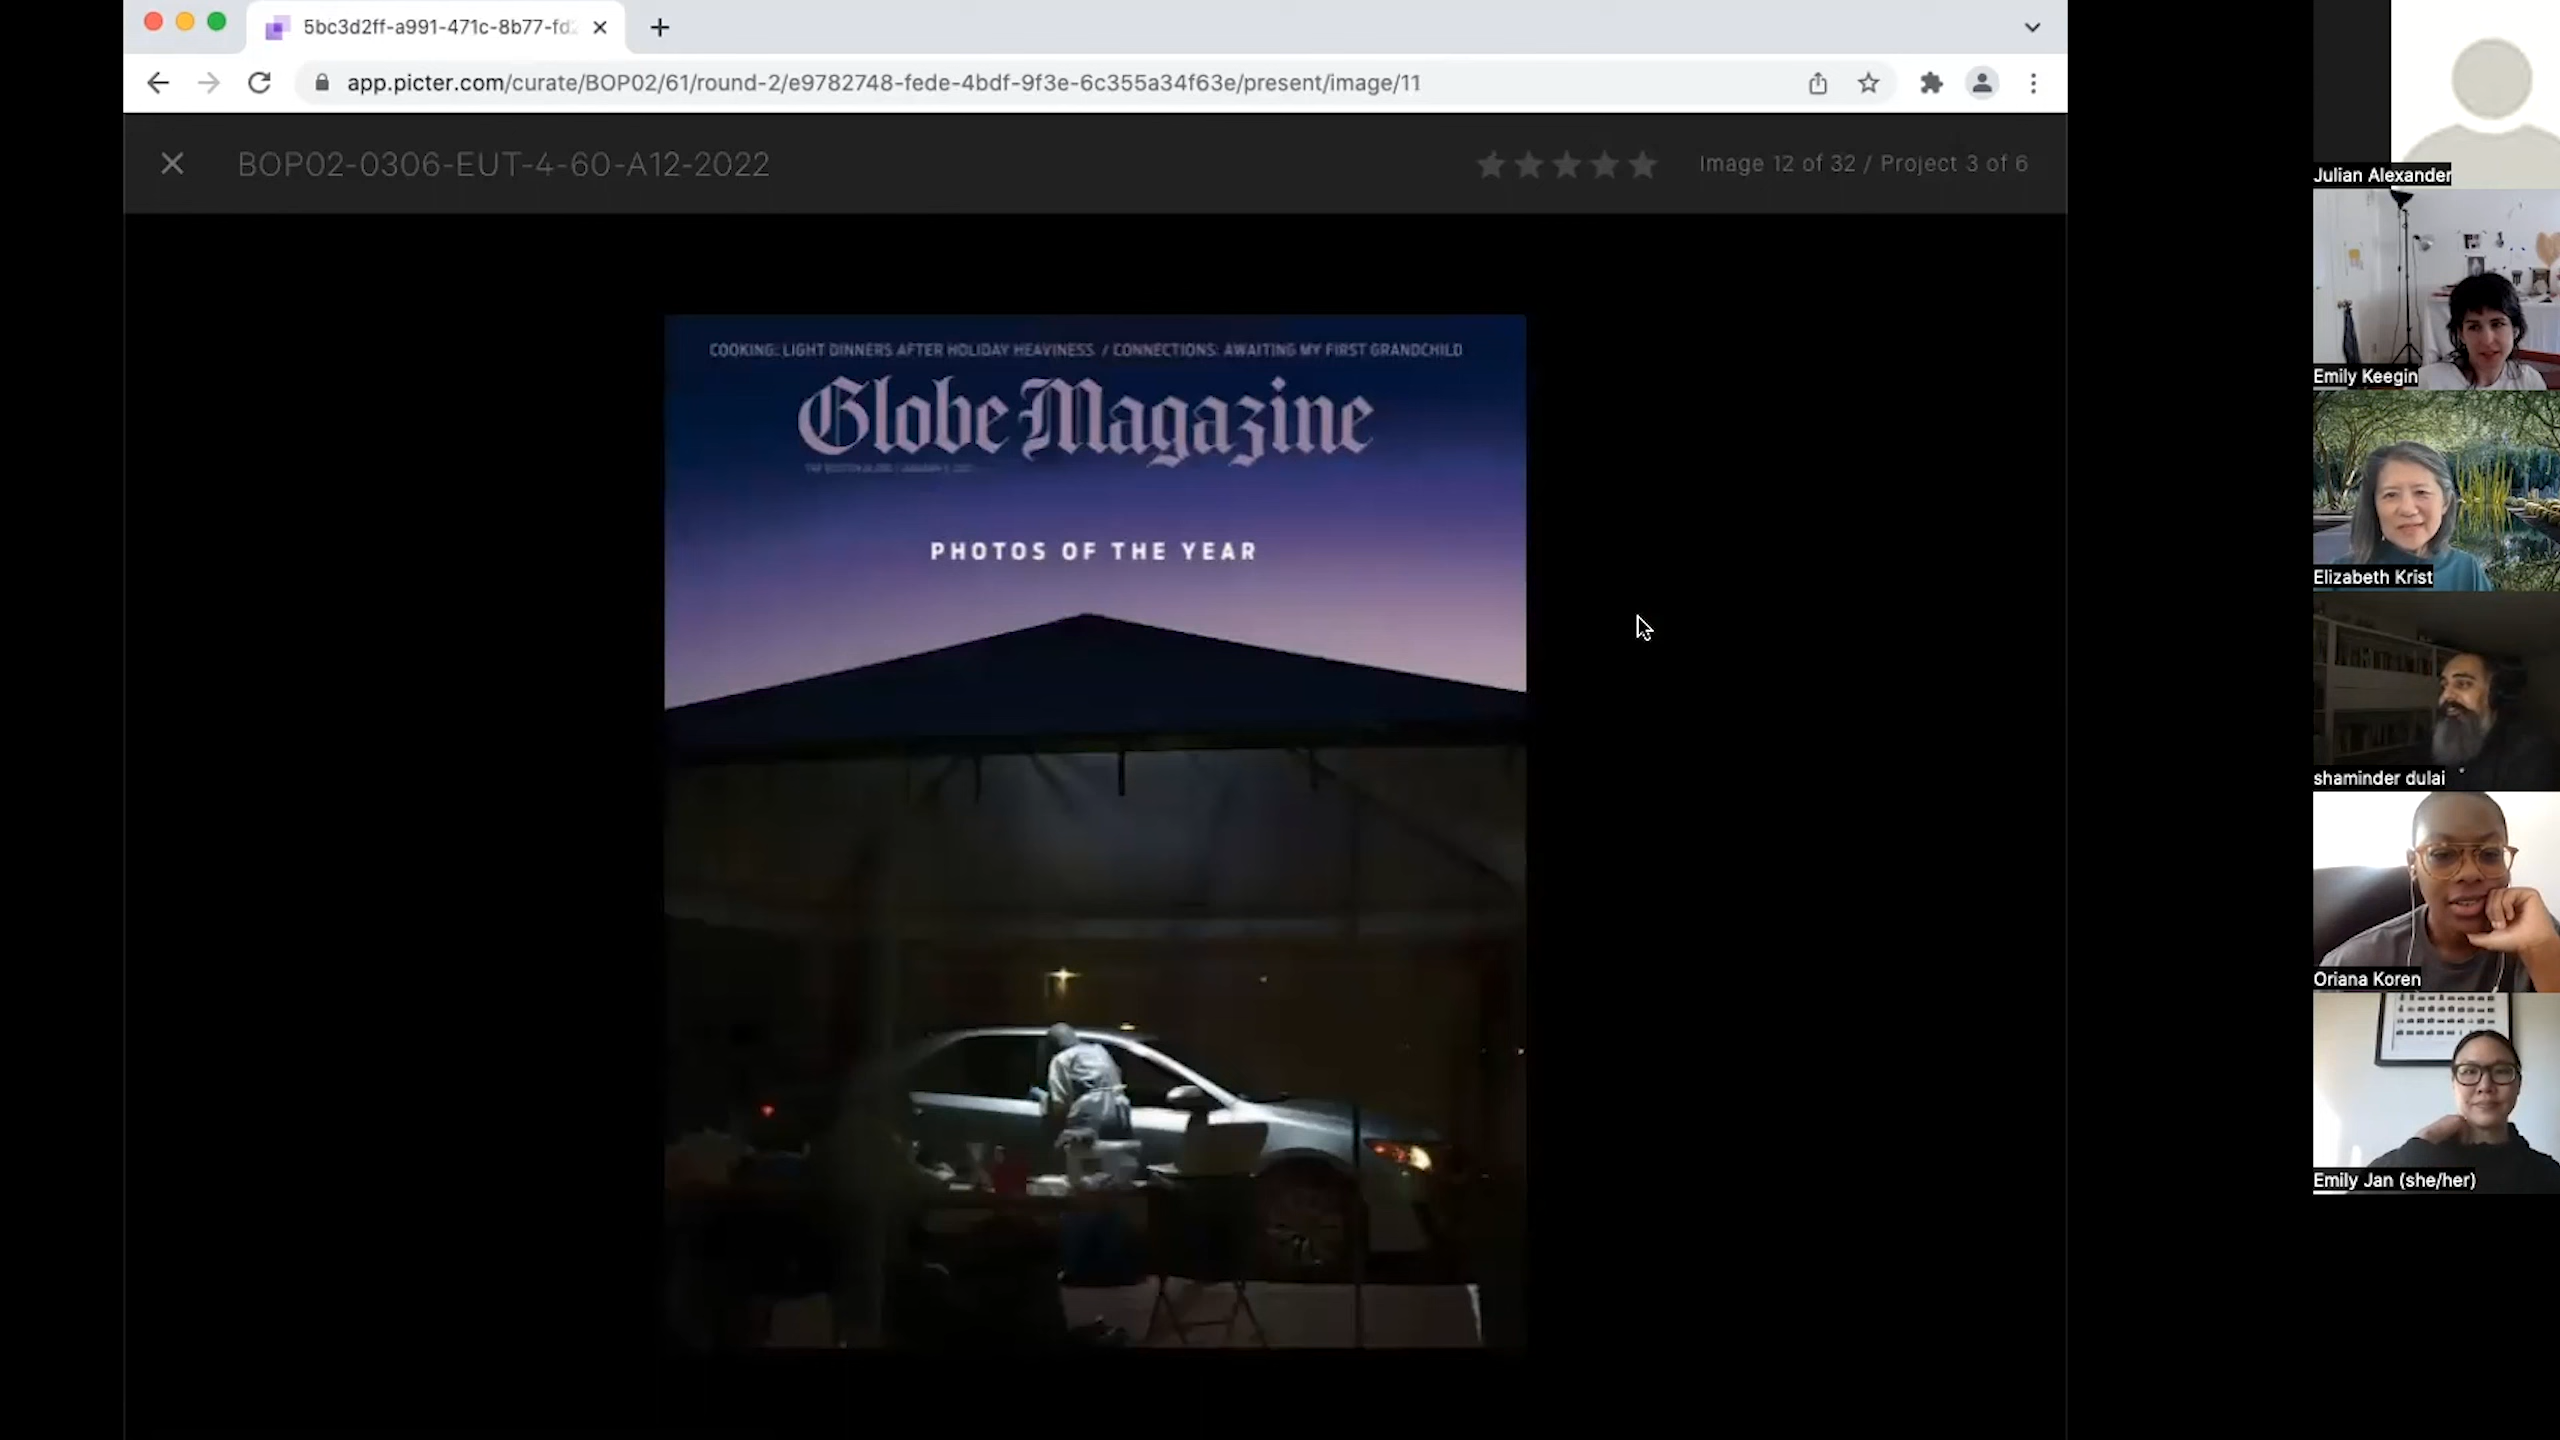 5bc3d2ff-a991-471c-8b77-fd
app.picter.com/curate/BOP02/61/round-2/e9782748-fede-4bdf-9f3e-6c355a34f63e/present/image/11
BOP02-0306-EUT-4-60-A12-2022
Image 12 of 32 / Project 3 of 6
COOKING: LIGHT DINNERS AFTER HOLIDAY HEAVINESS / CONNECTIONS: AWAITING MY FIRST GRANDCHILD
Globe Magazine
PHOTOS OF THE YEAR
Julian Alexander
Emily Keegin
Elizabeth Krist
shaminder dulai
Oriana Koren
Emily Jan (she/her)